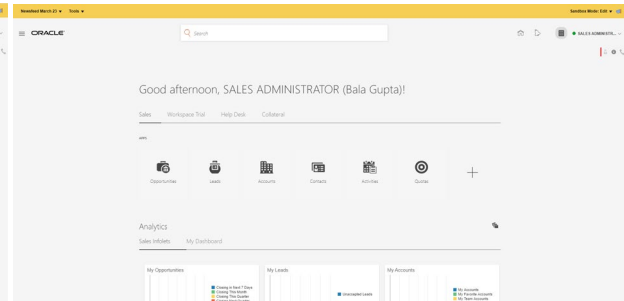 Newsfeed March 23 Tools
Sandbox Mode: Edit
ORACLE
Search
SALES ADMINISTR...
Good afternoon, SALES ADMINISTRATOR (Bala Gupta)!
Sales Workspace Trial Help Desk Collateral
APPS
Opportunities Leads Accounts Contacts Activities Quotes
Analytics
Sales Infolets My Dashboard
My Opportunities My Leads My Accounts
Closing in Next 7 Days
Closing This Month
Closing This Quarter
Unaccepted Leads
My Accounts
My Favorite Accounts
My Team Accounts